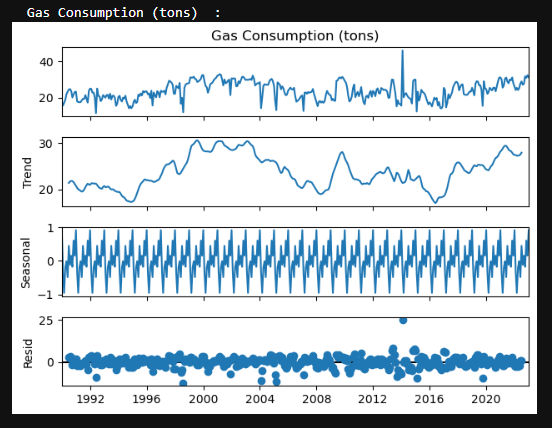 Gas Consumption (tons)  :
Gas Consumption (tons)
40
20
Trend
30
20
Seasonal
1
0
−1
Resid
25
0
1992 1996 2000 2004 2008 2012 2016 2020